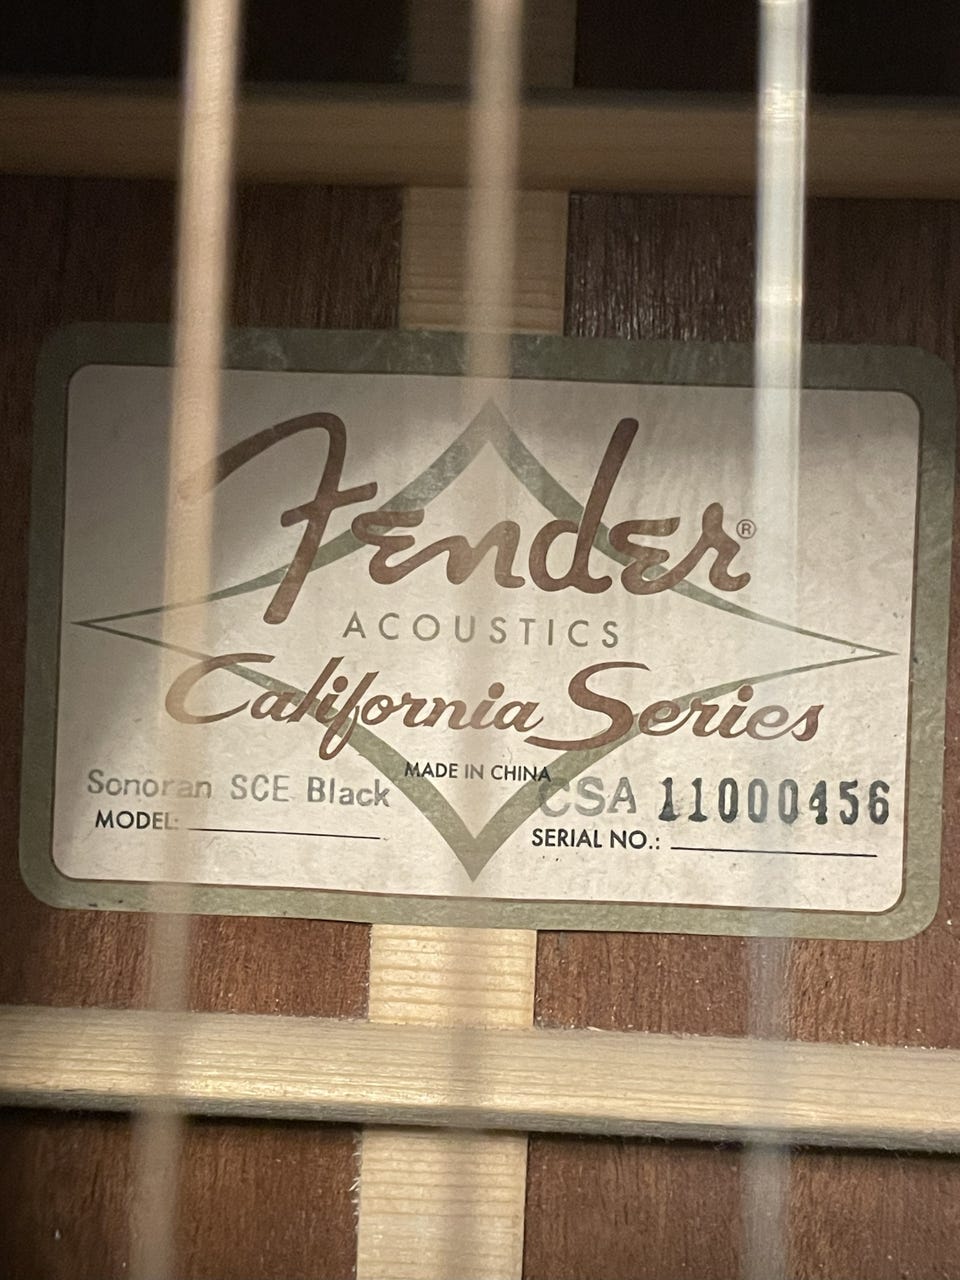 Fender®
ACOUSTICS
California Series
MADE IN CHINA
Sonoran SCE Black
MODEL:
CSA 11000456
SERIAL NO.: